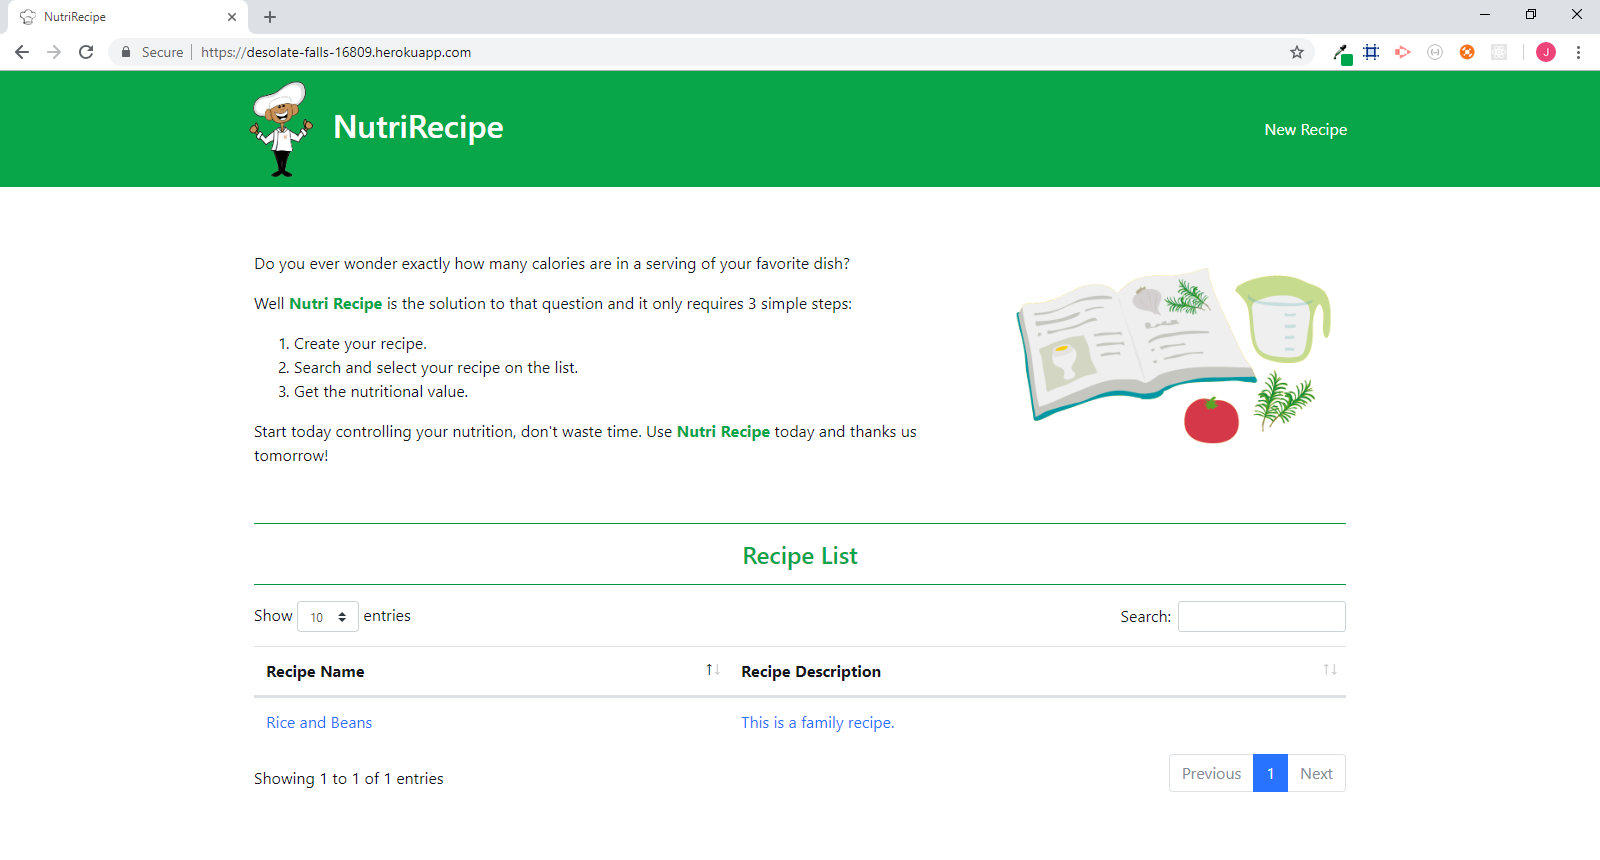 NutriRecipe
Secure https://desolate-falls-16809.herokuapp.com
J
NutriRecipe
New Recipe
Do you ever wonder exactly how many calories are in a serving of your favorite dish?
Well Nutri Recipe is the solution to that question and it only requires 3 simple steps:
1. Create your recipe.
2. Search and select your recipe on the list.
3. Get the nutritional value.
Start today controlling your nutrition, don't waste time. Use Nutri Recipe today and thanks us
tomorrow!
Recipe List
Show 10 entries
Search:
Recipe Name Recipe Description
Rice and Beans This is a family recipe.
Showing 1 to 1 of 1 entries
Previous 1 Next